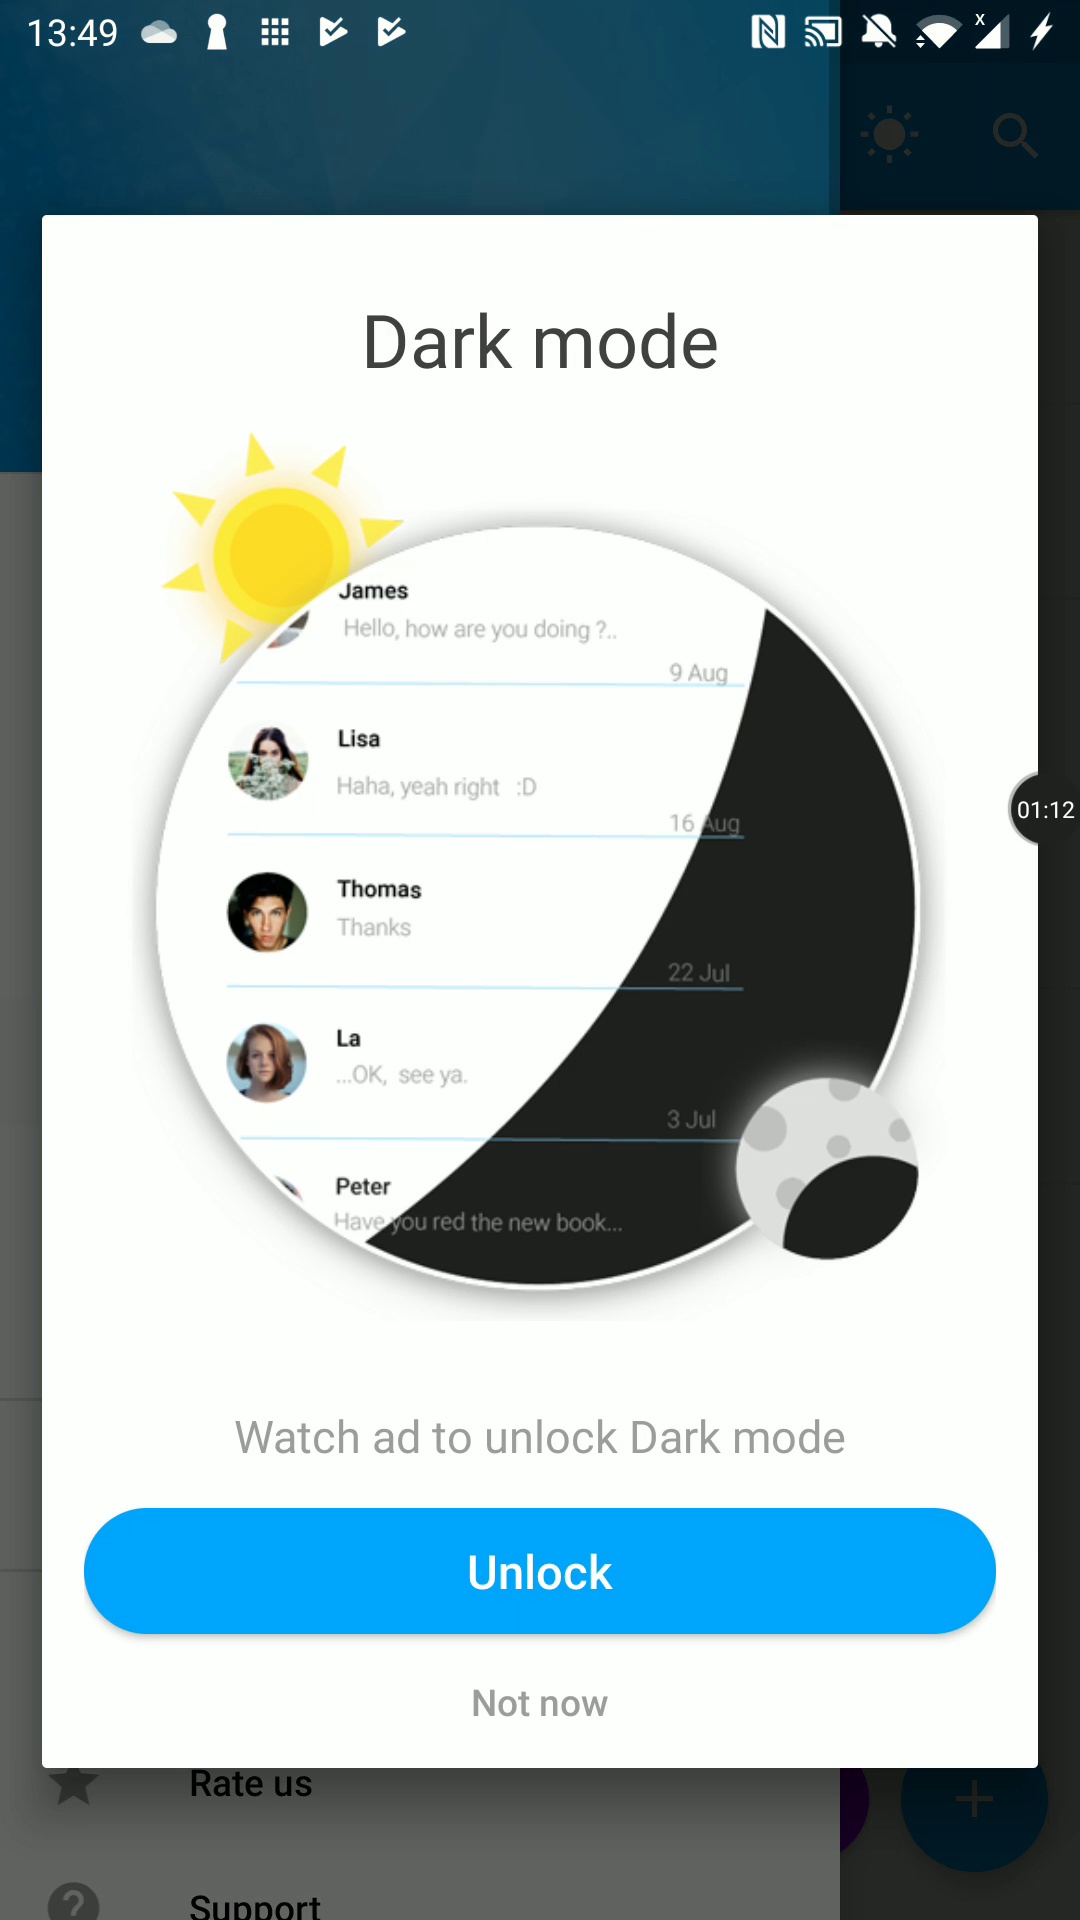 13:49
x
Dark mode
James
Hello, how are you doing ?..
9 Aug
Lisa
Haha, yeah right :D
16 Aug
01:12
Thomas
Thanks
22 Jul
La
...OK, see ya.
3 Jul
Peter
Have you red the new book...
Watch ad to unlock Dark mode
Unlock
Not now
Rate us
Support